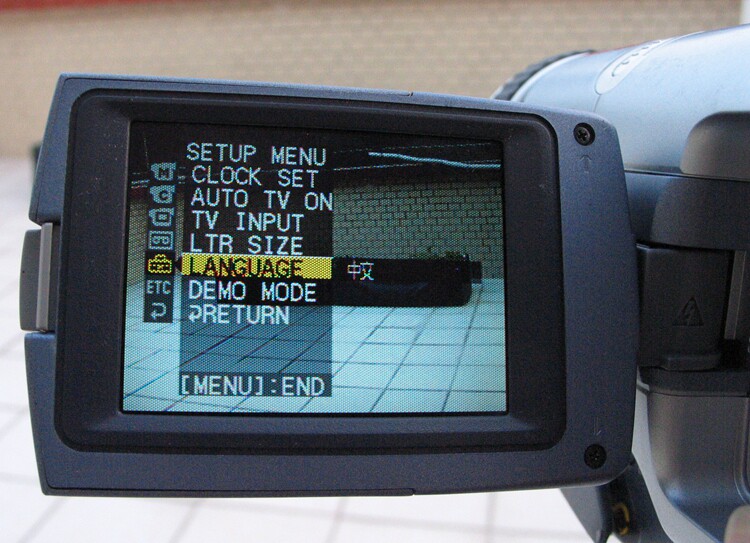 SETUP MENU
CLOCK SET
AUTO TV ON
TV INPUT
LTR SIZE
LANGUAGE 中文
DEMO MODE
ETC
RETURN
[MENU]:END